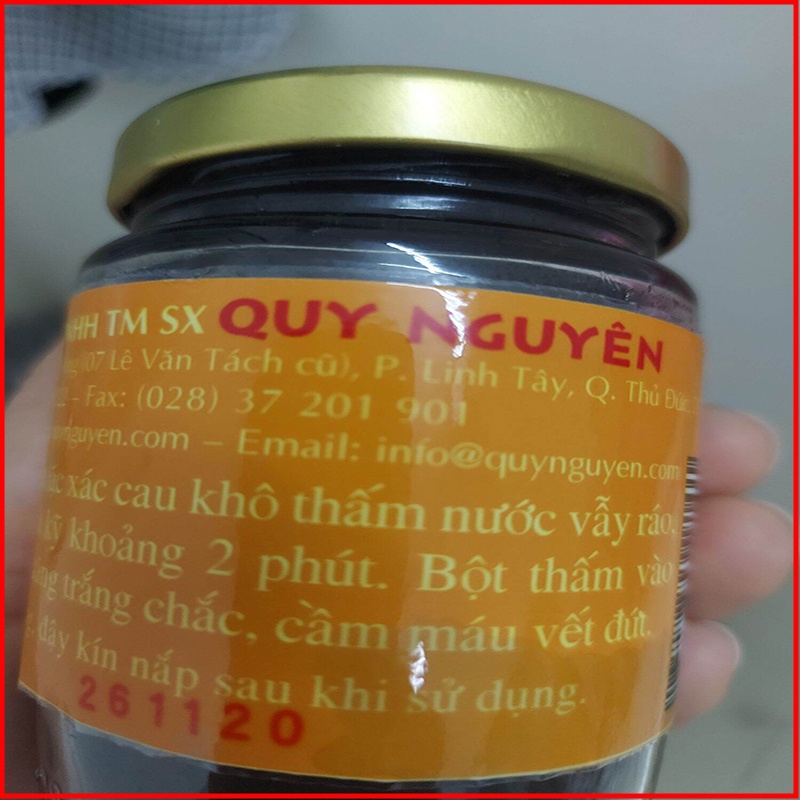 TM SX QUY NGUYÊN
(107 Lê Văn Tách cũ), P. Linh Tây, Q. Thủ Đức,
- Fax: (028) 37 201 901
nguyen.com – Email: info@quynguyen.com
xác cau khô thấm nước vẫy ráo,
kỹ khoảng 2 phút. Bột thấm vào
trắng chắc, cầm máu vết đứt.
đậy kín nắp sau khi sử dụng.
261120